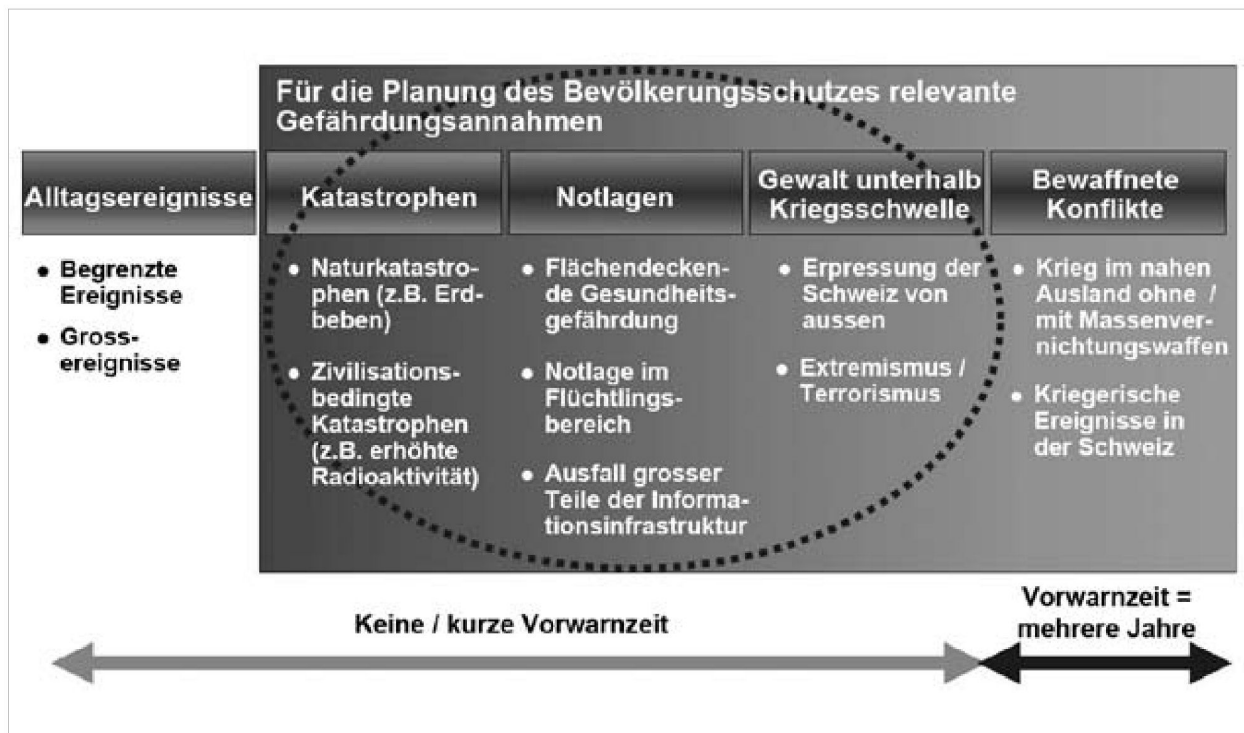 Für die Planung des Bevölkerungsschutzes relevante
Gefährdungsannahmen
Alltagsereignisse
● Begrenzte
Ereignisse
● Gross-
ereignisse
Katastrophen
● Naturkatastro-
phen (z.B. Erd-
beben)
● Zivilisations-
bedingte
Katastrophen
(z.B. erhöhte
Radioaktivität)
Notlagen
● Flächendecken-
de Gesundheits-
gefährdung
● Notlage im
Flüchtlings-
bereich
● Ausfall grosser
Teile der Informa-
tionsinfrastruktur
Gewalt unterhalb
Kriegsschwelle
● Erpressung der
Schweiz von
aussen
● Extremismus /
Terrorismus
Bewaffnete
Konflikte
● Krieg im nahen
Ausland ohne /
mit Massenver-
nichtungswaffen
● Kriegerische
Ereignisse in
der Schweiz
Keine / kurze Vorwarnzeit
Vorwarnzeit =
mehrere Jahre